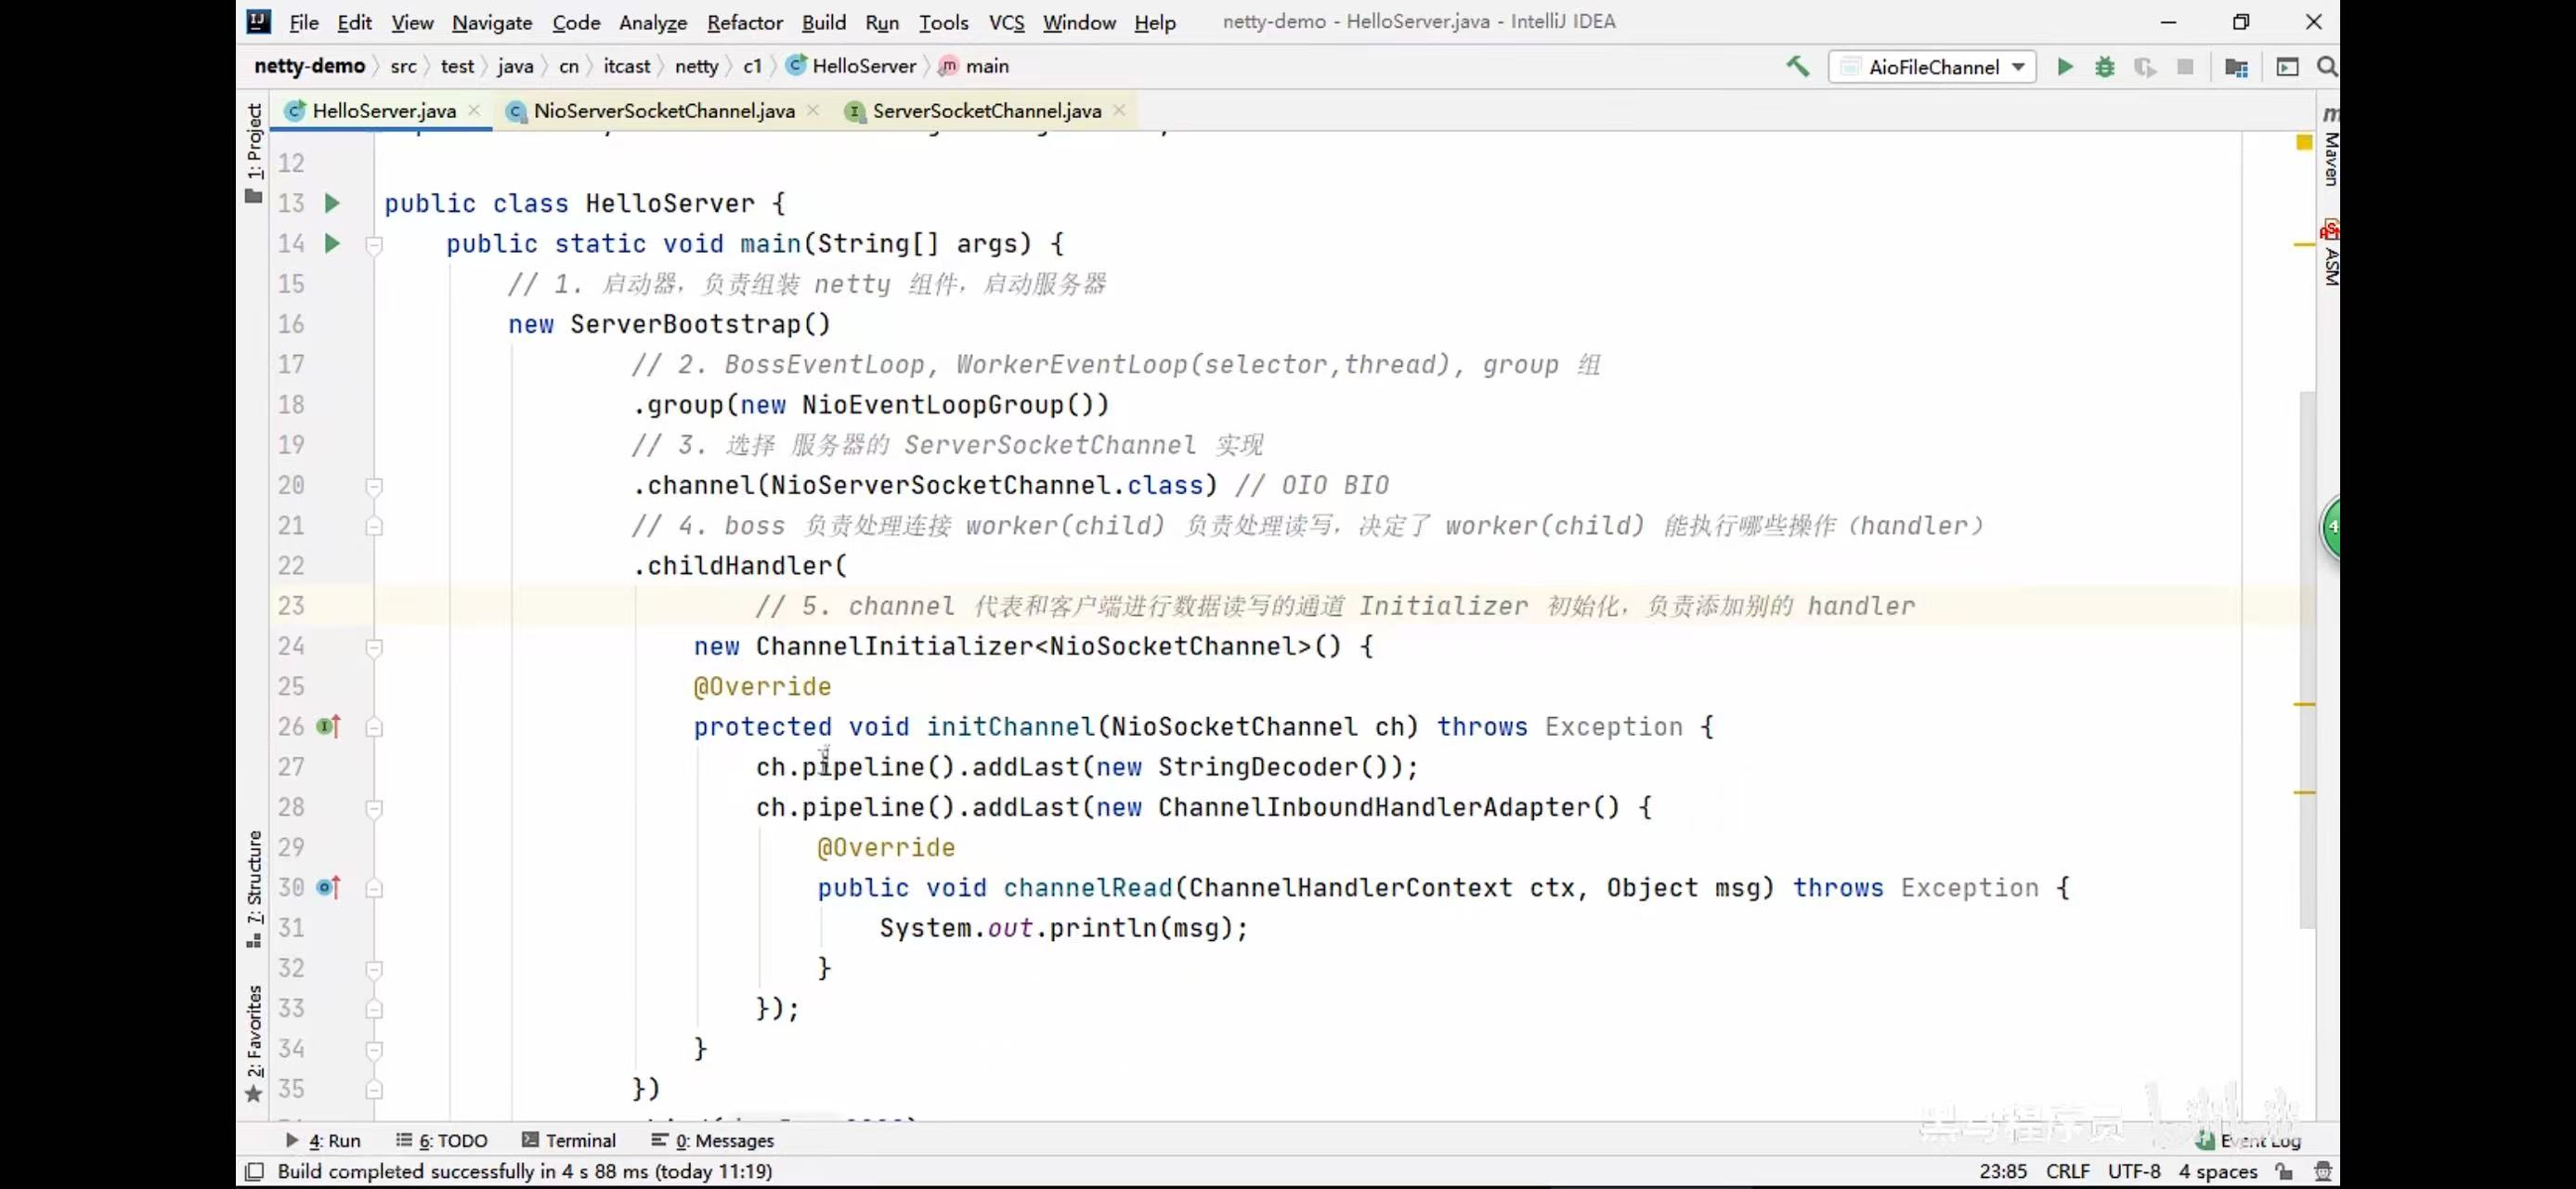 File Edit View Navigate Code Analyze Refactor Build Run Tools VCS Window Help netty-demo - HelloServer.java - IntelliJ IDEA
netty-demo src test java cn itcast netty c1 HelloServer main AioFileChannel
HelloServer.java NioServerSocketChannel.java ServerSocketChannel.java
1: Project
7: Structure
2: Favorites
Maven
ASM
12
13 public class HelloServer {
14 public static void main(String[] args) {
15 // 1. 启动器，负责组装 netty 组件，启动服务器
16 new ServerBootstrap()
17 // 2. BossEventLoop, WorkerEventLoop(selector,thread), group 组
18 .group(new NioEventLoopGroup())
19 // 3. 选择 服务器的 ServerSocketChannel 实现
20 .channel(NioServerSocketChannel.class) // OIO BIO
21 // 4. boss 负责处理连接 worker(child) 负责处理读写，决定了 worker(child) 能执行哪些操作（handler）
22 .childHandler(
23 // 5. channel 代表和客户端进行数据读写的通道 Initializer 初始化，负责添加别的 handler
24 new ChannelInitializer<NioSocketChannel>() {
25 @Override
26 protected void initChannel(NioSocketChannel ch) throws Exception {
27 ch.pipeline().addLast(new StringDecoder());
28 ch.pipeline().addLast(new ChannelInboundHandlerAdapter() {
29 @Override
30 public void channelRead(ChannelHandlerContext ctx, Object msg) throws Exception {
31 System.out.println(msg);
32 }
33 });
34 }
35 })
4: Run 6: TODO Terminal 0: Messages Event Log
黑马程序员 bilibili
Build completed successfully in 4 s 88 ms (today 11:19) 23:85 CRLF UTF-8 4 spaces